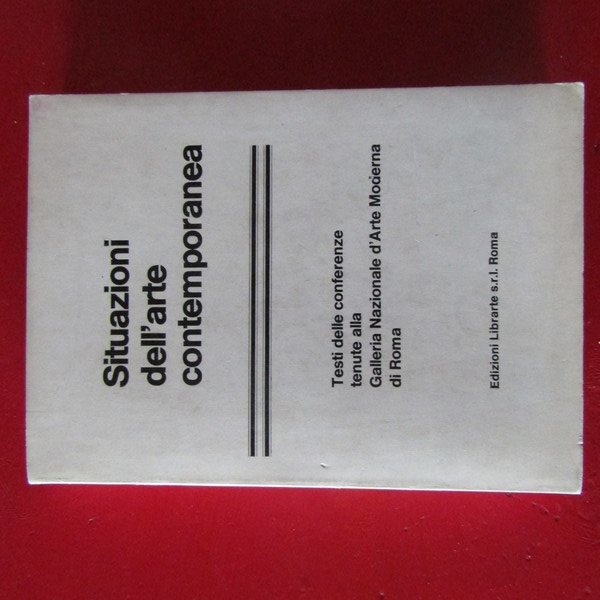 Situazioni
dell'arte
contemporanea
Testi delle conferenze
tenute alla
Galleria Nazionale d'Arte Moderna
di Roma
Edizioni Librarte s.r.l. Roma